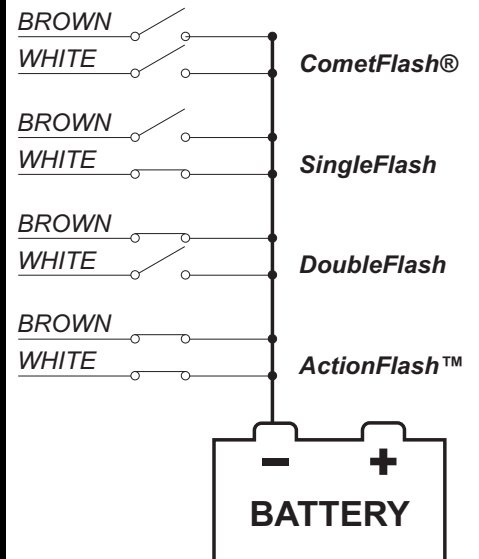 BROWN
WHITE
CometFlash®
BROWN
WHITE
SingleFlash
BROWN
WHITE
DoubleFlash
BROWN
WHITE
ActionFlash™
− +
BATTERY